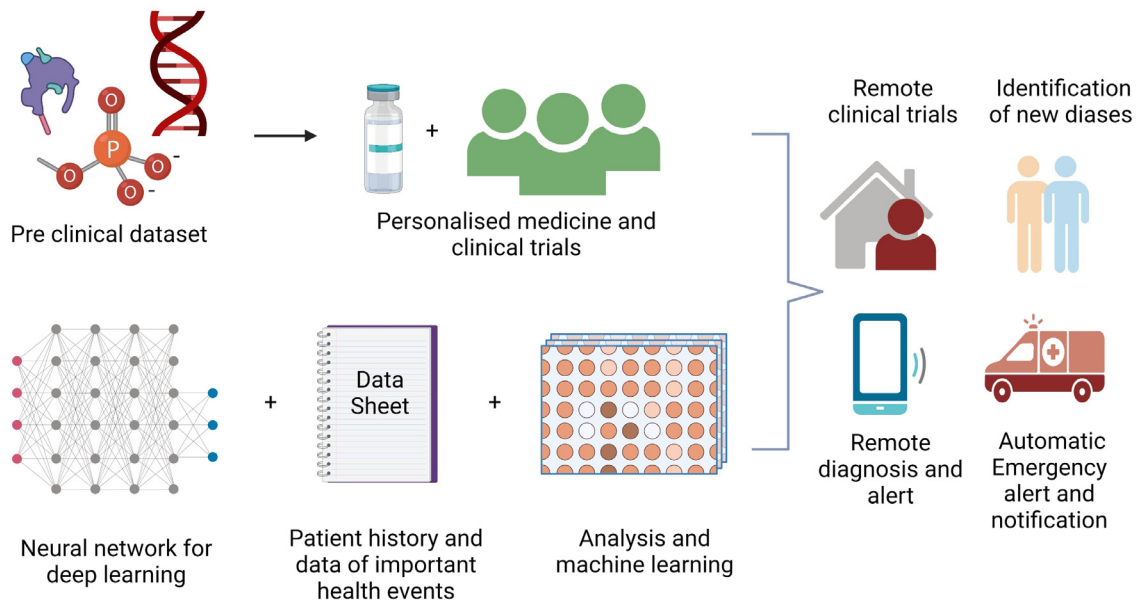 O
P
O
-
O
O
-
Pre clinical dataset
+
Personalised medicine and
clinical trials
Remote
clinical trials
Identification
of new diases
+
Data
Sheet
+
Neural network for
deep learning
Patient history and
data of important
health events
Analysis and
machine learning
Remote
diagnosis and
alert
Automatic
Emergency
alert and
notification